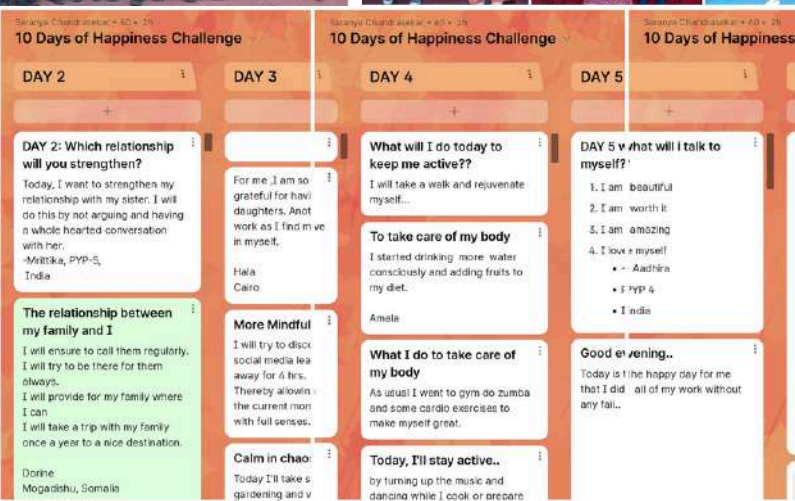 Saranya Chandrasekar + 60 • 2h
10 Days of Happiness Challenge
DAY 2
DAY 2: Which relationship
will you strengthen?
Today, I want to strengthen my
relationship with my sister. I will
do this by not arguing and having
a whole hearted conversation
with her.
-Mrittika, PYP-5,
India
The relationship between
my family and I
I will ensure to call them regularly.
I will try to be there for them
always.
I will provide for my family where
I can
I will take a trip with my family
once a year to a nice destination.
Dorine
Mogadishu, Somalia
DAY 3
For me ,I am so
grateful for
daughters.
work as I find
in myself.
Hala
Cairo
More Mindful
I will try to
social media
away for 4 hrs.
Thereby
the current
with full senses.
Calm in
Today I'll take
gardening and
Saranya Chandrasekar + 60 • 2h
10 Days of Happiness Challenge
DAY 4
What will I do today to
keep me active??
I will take a walk and rejuvenate
myself...
To take care of my body
I started drinking more water
consciously and adding fruits to
my diet.
Amala
What I do to take care of
my body
As usual I went to gym do zumba
and some cardio exercises to
make myself great.
Today, I'll stay active..
by turning up the music and
dancing while I cook or prepare
Saranya Chandrasekar + 60 • 2h
10 Days of Happiness
DAY 5
DAY 5 what will i talk to
myself?
1. I am beautiful
2. I am worth it
3. I am amazing
4. I love myself
• - Aadhira
• PYP 4
• India
Good evening..
Today is the happy day for me
that I did all of my work without
any fail..